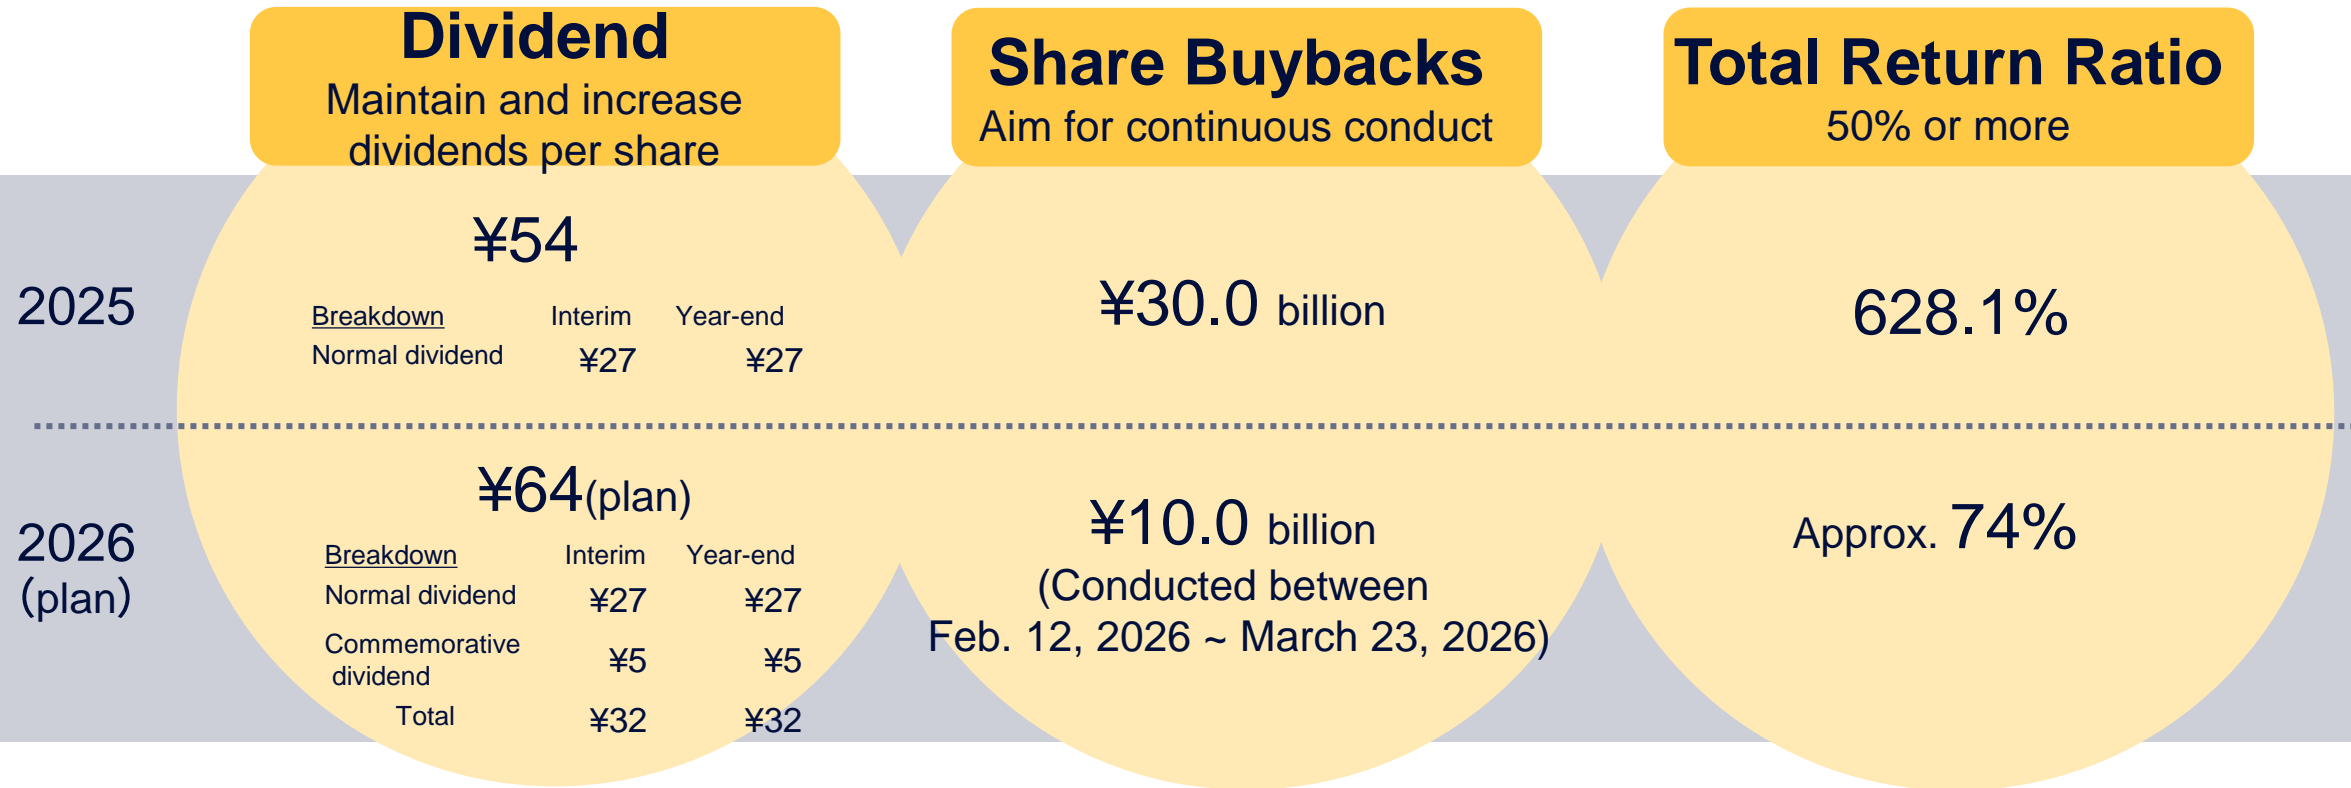 Dividend
Maintain and increase
dividends per share
Share Buybacks
Aim for continuous conduct
Total Return Ratio
50% or more
2025
¥54
Breakdown Interim Year-end
Normal dividend ¥27 ¥27
¥30.0 billion
628.1%
2026
(plan)
¥64(plan)
Breakdown Interim Year-end
Normal dividend ¥27 ¥27
Commemorative
dividend ¥5 ¥5
Total ¥32 ¥32
¥10.0 billion
(Conducted between
Feb. 12, 2026 ~ March 23, 2026)
Approx. 74%